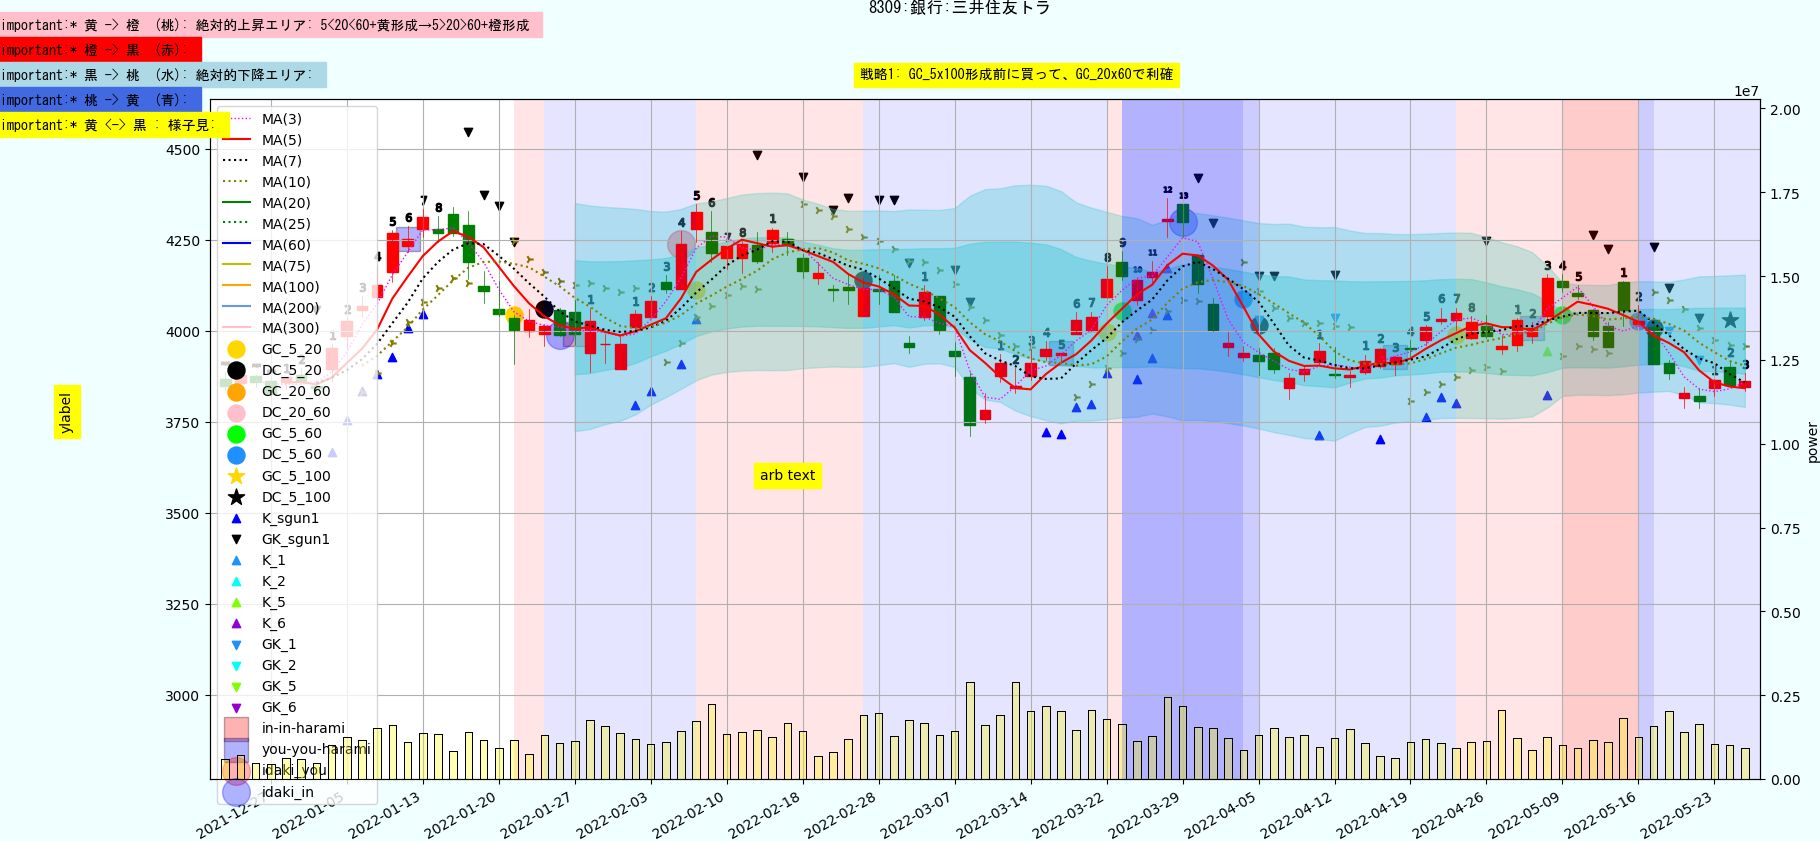 8309:銀行:三井住友トラ
important:* 黄 -> 橙 (桃): 絶対的上昇エリア: 5<20<60+黄形成→5>20>60+橙形成
important:* 橙 -> 黒 (赤):
important:* 黒 -> 桃 (水): 絶対的下降エリア:
戦略1: GC_5x100形成前に買って、GC_20x60で利確
important:* 桃 -> 黄 (青):
important:* 黄 <-> 黒 : 様子見:
1e7
MA(3)
MA(5)
MA(7)
MA(10)
MA(20)
MA(25)
MA(60)
MA(75)
MA(100)
MA(200)
MA(300)
GC_5_20
DC_5_20
GC_20_60
DC_20_60
GC_5_60
DC_5_60
GC_5_100
DC_5_100
K_sgun1
GK_sgun1
K_1
K_2
K_5
K_6
GK_1
GK_2
GK_5
GK_6
in-in-harami
you-you-harami
idaki_you
idaki_in
4500
4250
4000
3750
3500
3250
3000
ylabel
arb text
2.00
1.75
1.50
1.25
1.00
0.75
0.50
0.25
0.00
power
2021-12-27
2022-01-05
2022-01-13
2022-01-20
2022-01-27
2022-02-03
2022-02-10
2022-02-18
2022-02-28
2022-03-07
2022-03-14
2022-03-22
2022-03-29
2022-04-05
2022-04-12
2022-04-19
2022-04-26
2022-05-09
2022-05-16
2022-05-23